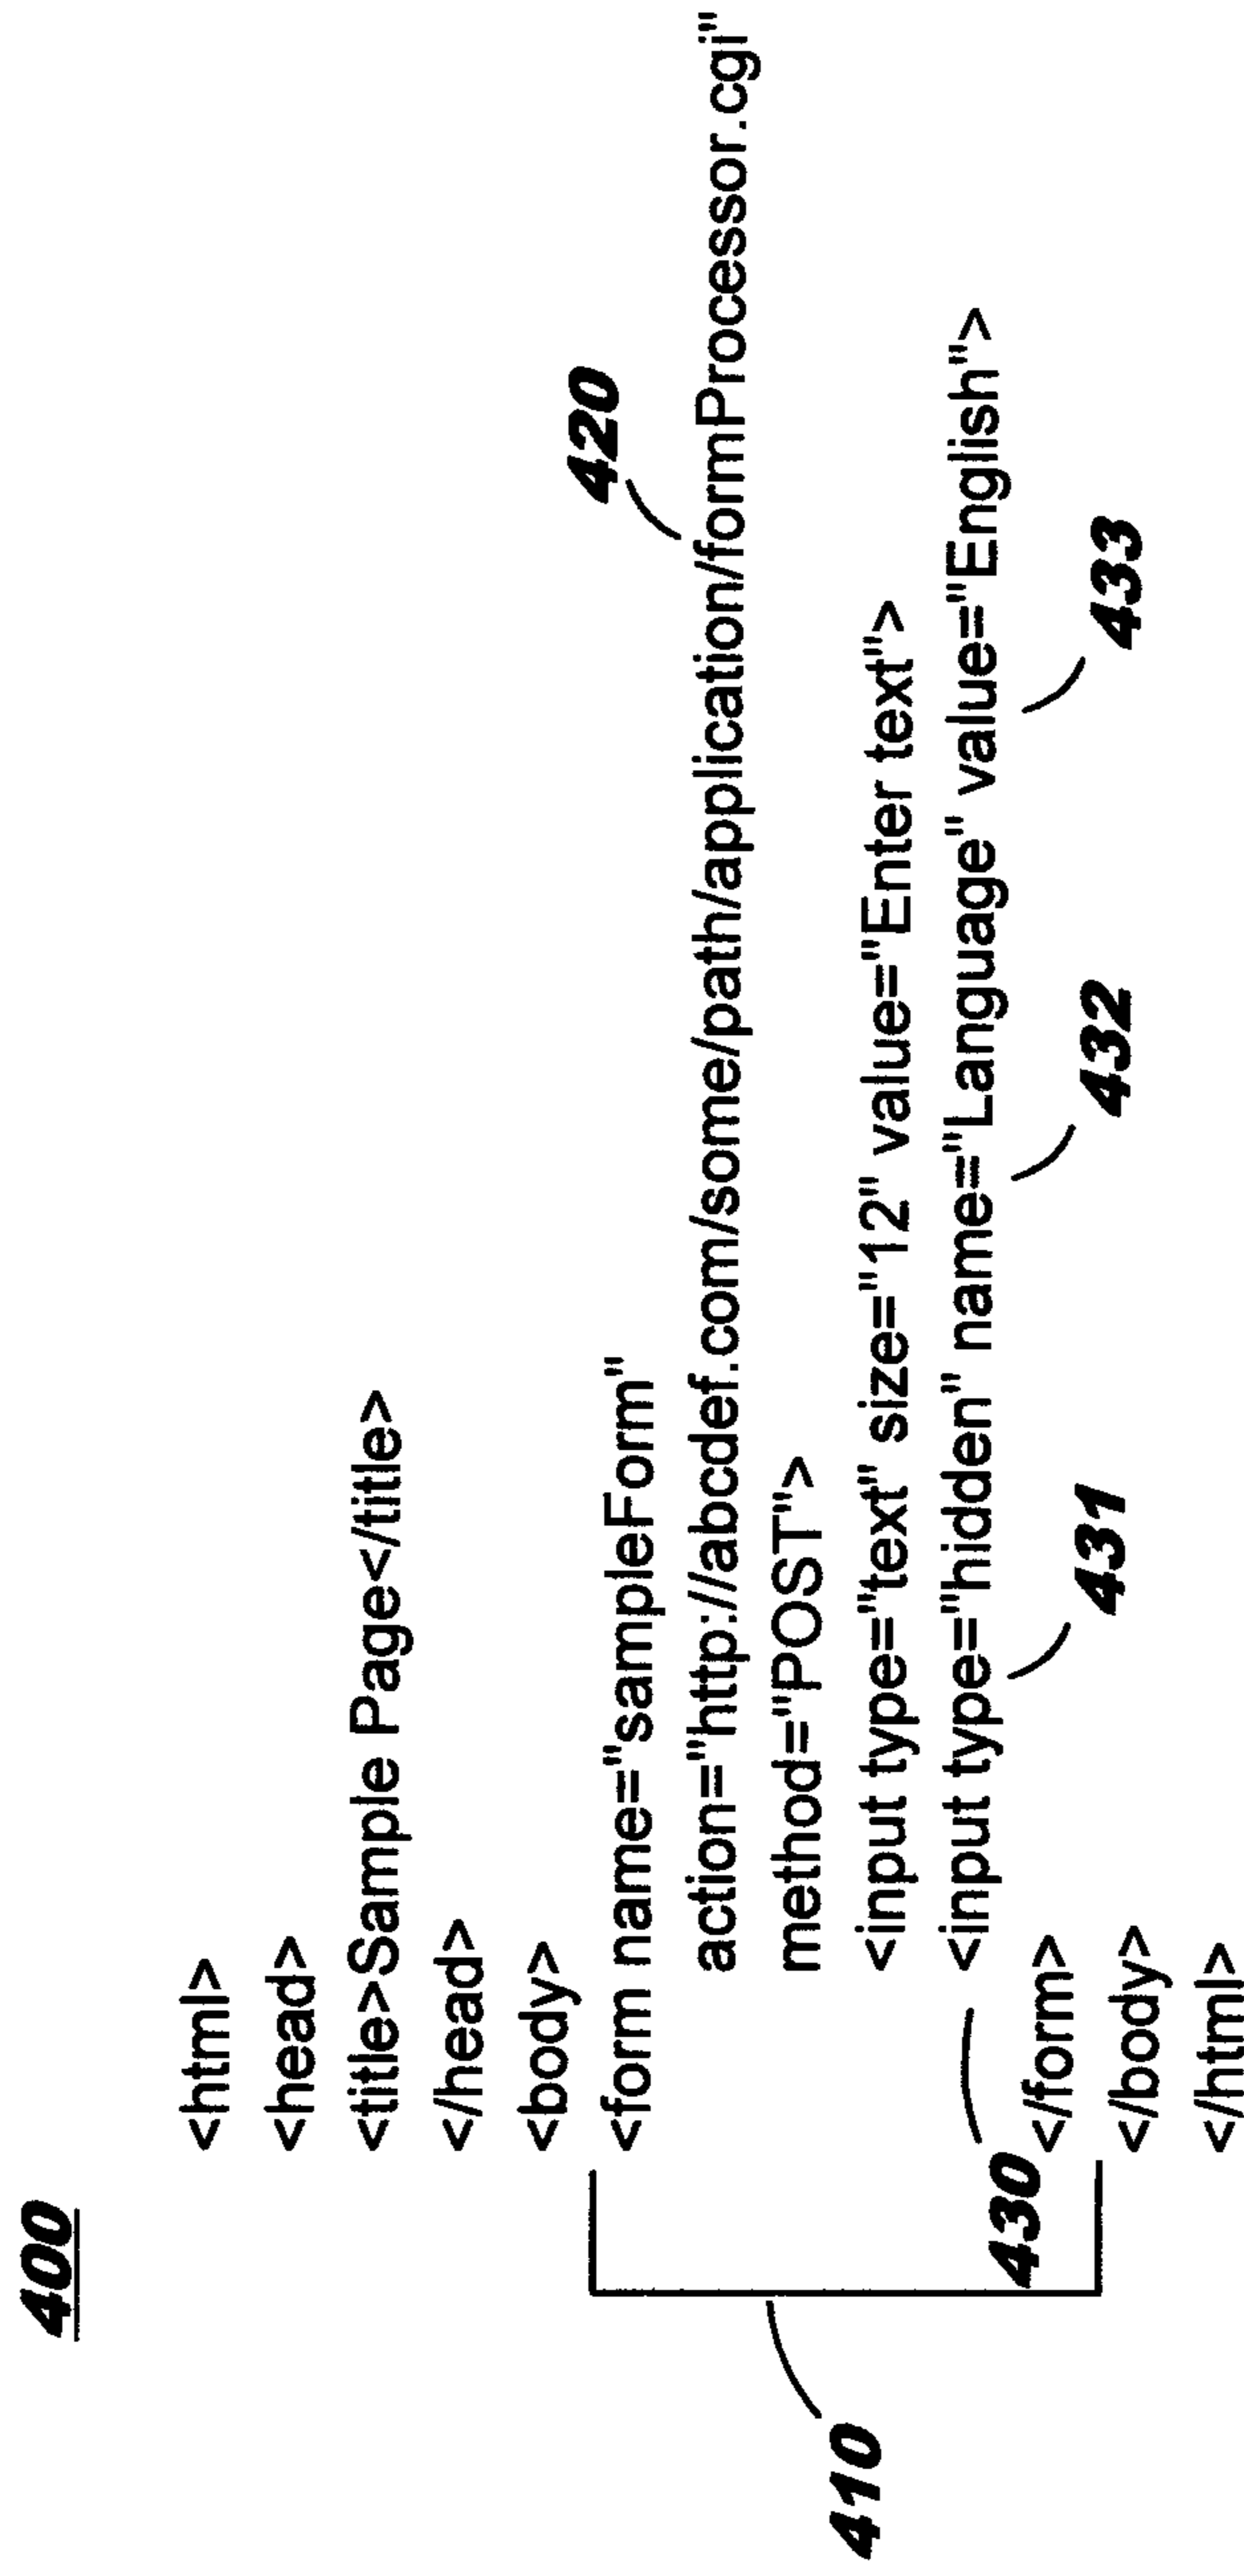 400
<html>
<head>
<title>Sample Page</title>
</head>
<body>
420
<form name="sampleForm"
action="http://abcdef.com/some/path/application/formProcessor.cgi"
method="POST">
410
<input type="text" size="12" value="Enter text">
<input type="hidden" name="Language" value="English">
430
431
432
433
</form>
</body>
</html>